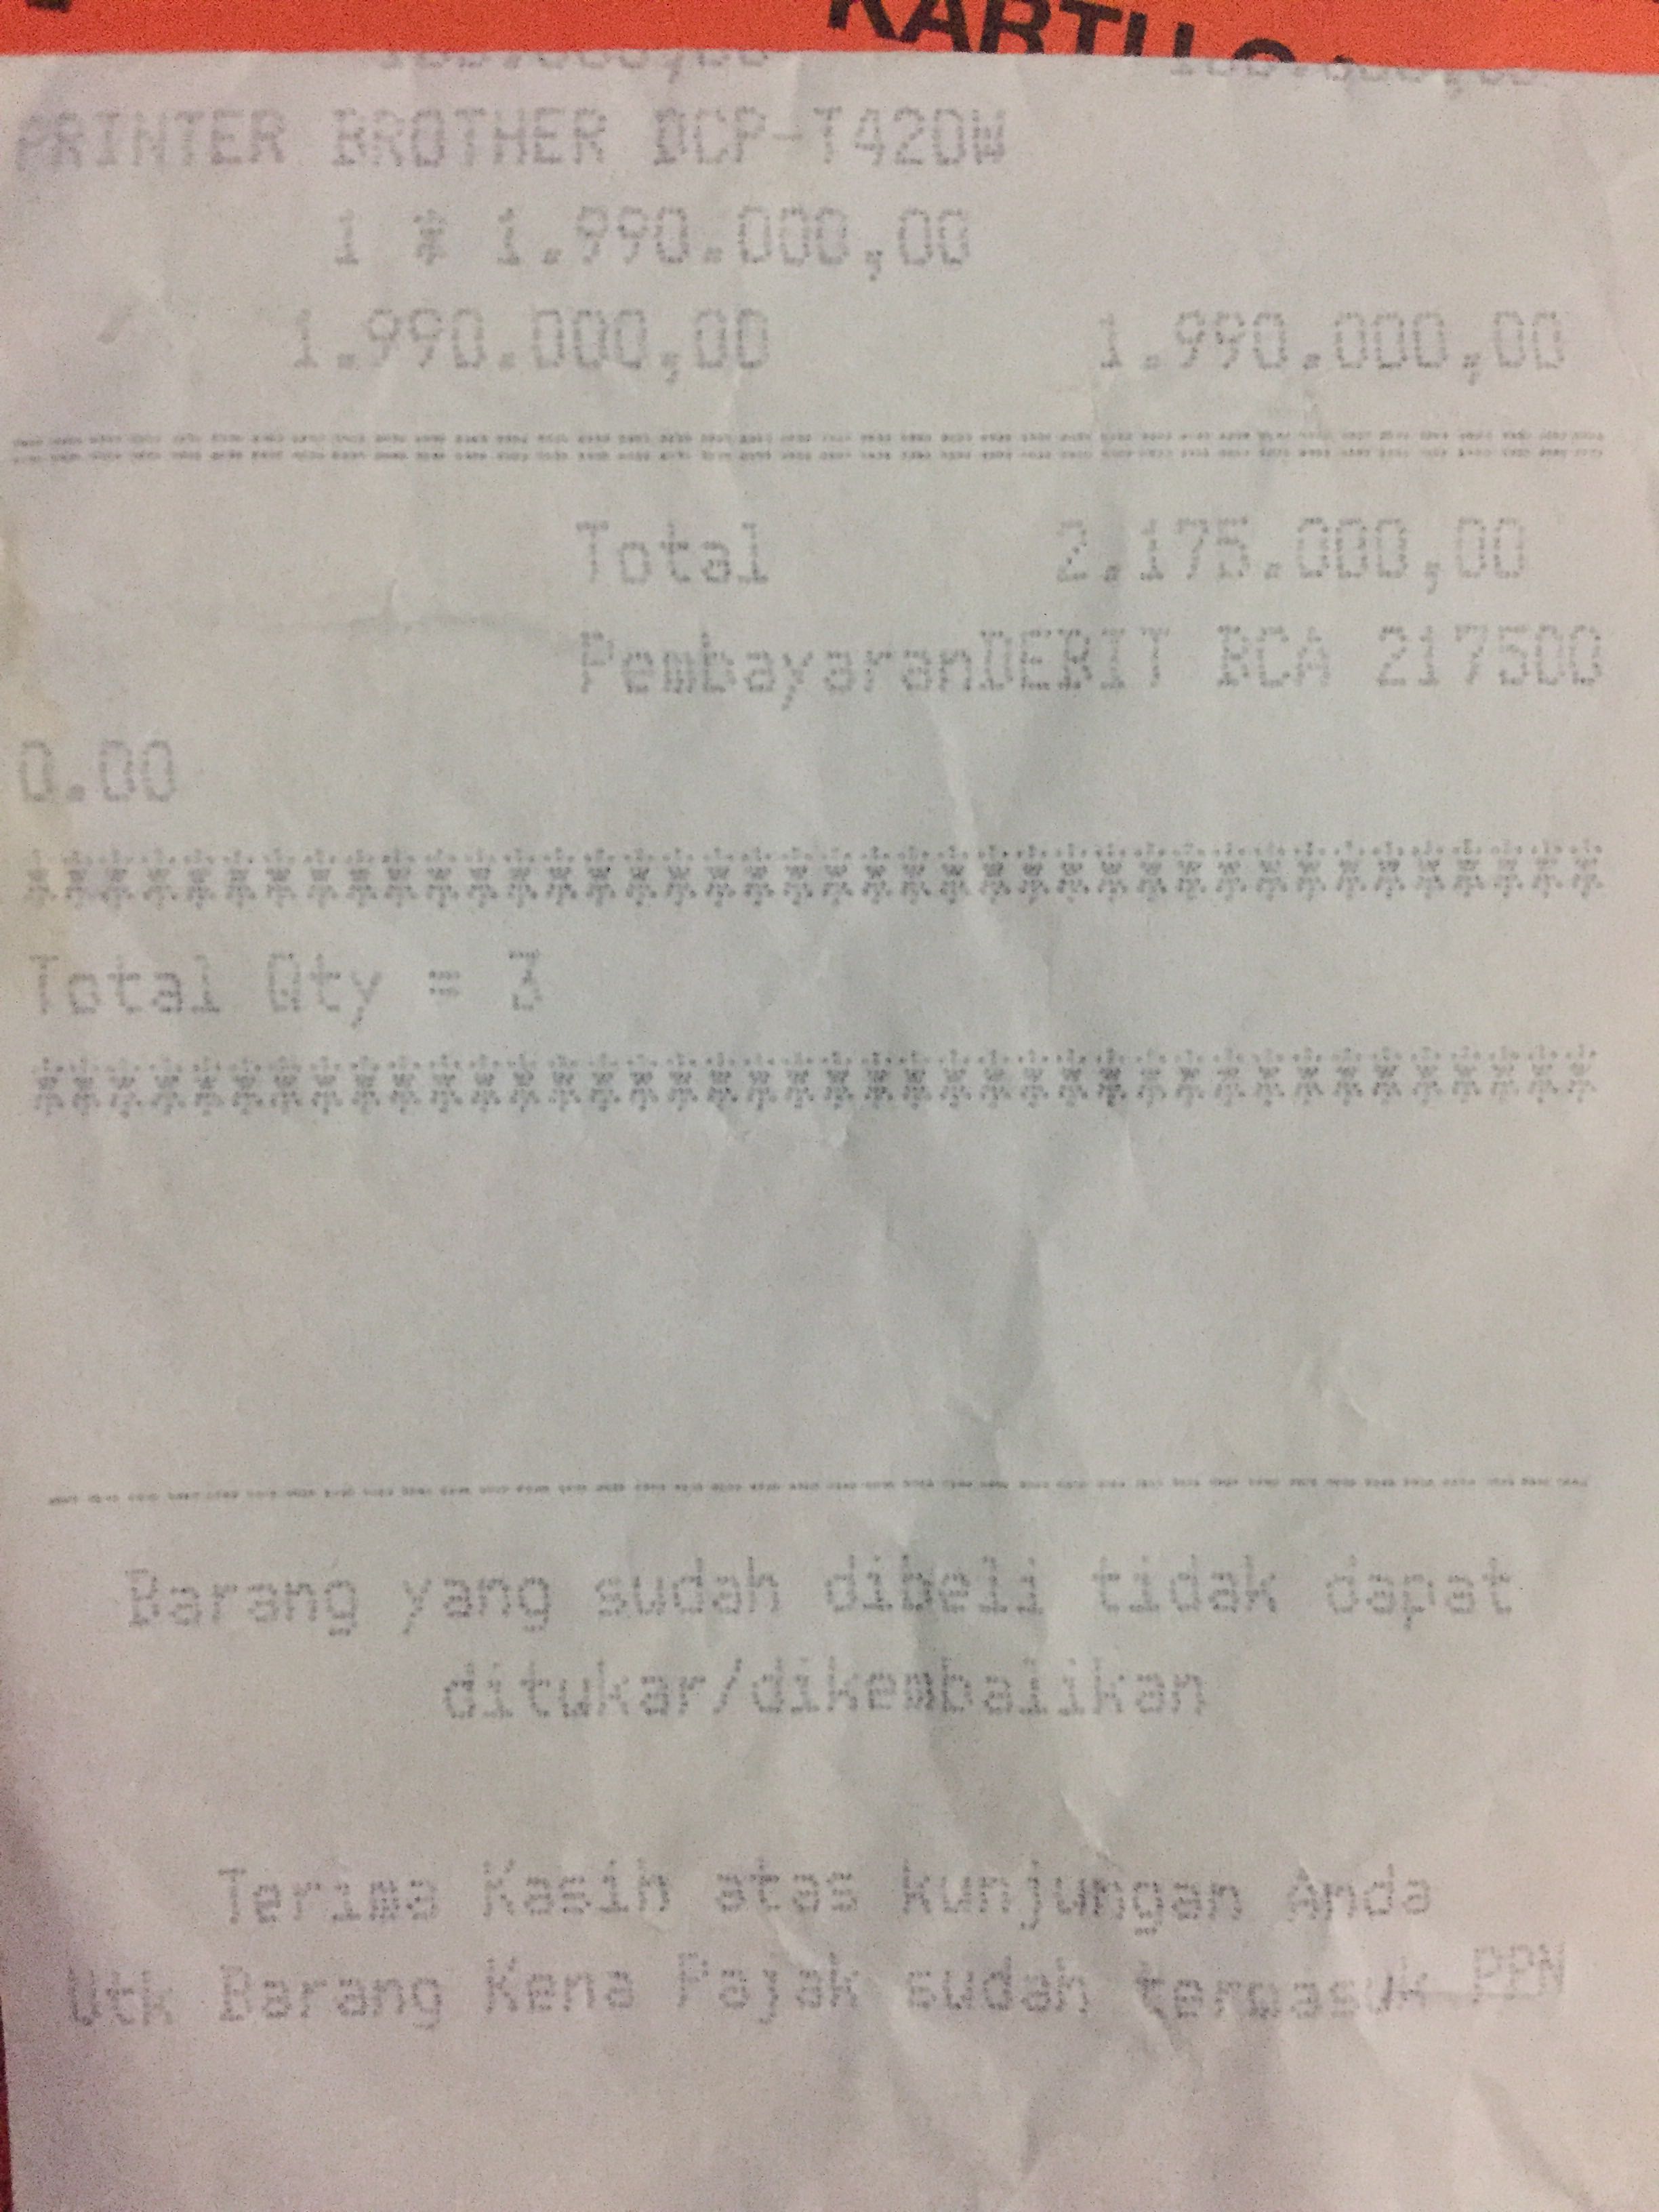 KARTU
PRINTER BROTHER DCP-T420W
1 * 1.990.000,00
1.990.000,00 1.990.000,00
Total 2.175.000,00
PembayaranDEBIT BCA 217500
0.00
***************************************
Total Qty = 3
***************************************
Barang yang sudah dibeli tidak dapat
ditukar/dikembalikan
Terima Kasih atas kunjungan Anda
Utk Barang Kena Pajak sudah termasuk PPN